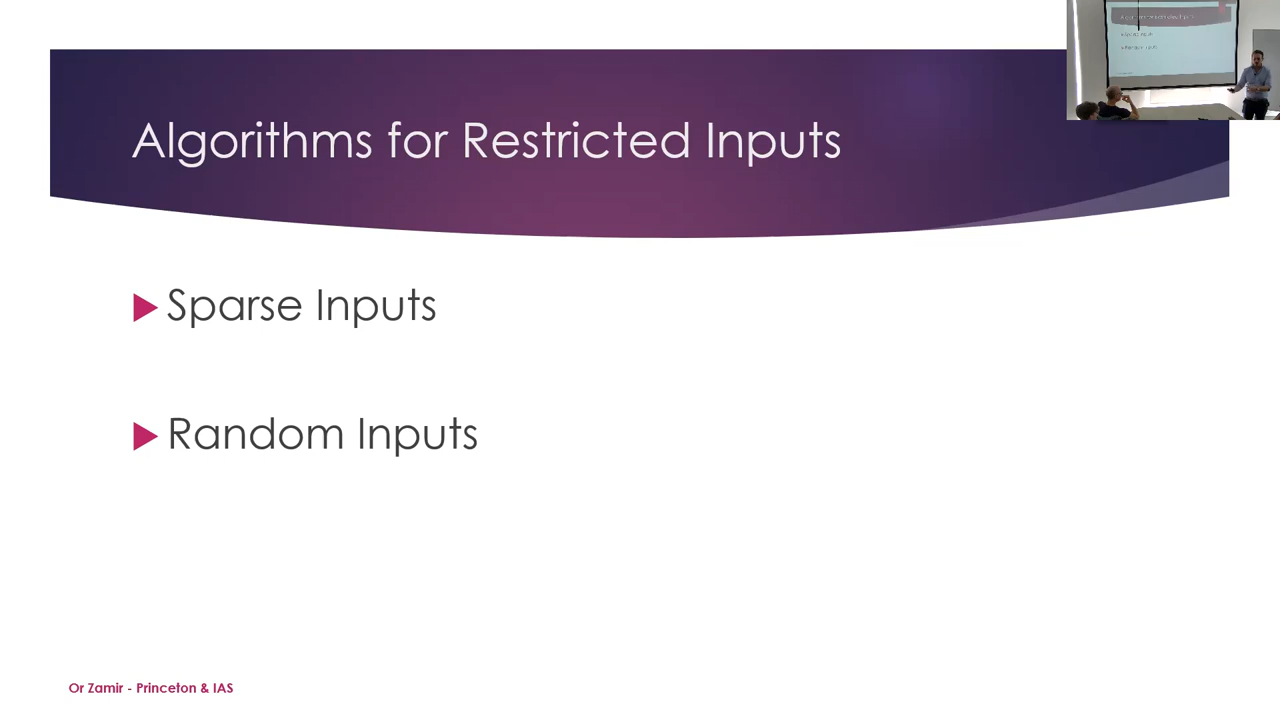 Algorithms for Restricted Inputs
Sparse Inputs
Random Inputs
Or Zamir - Princeton & IAS